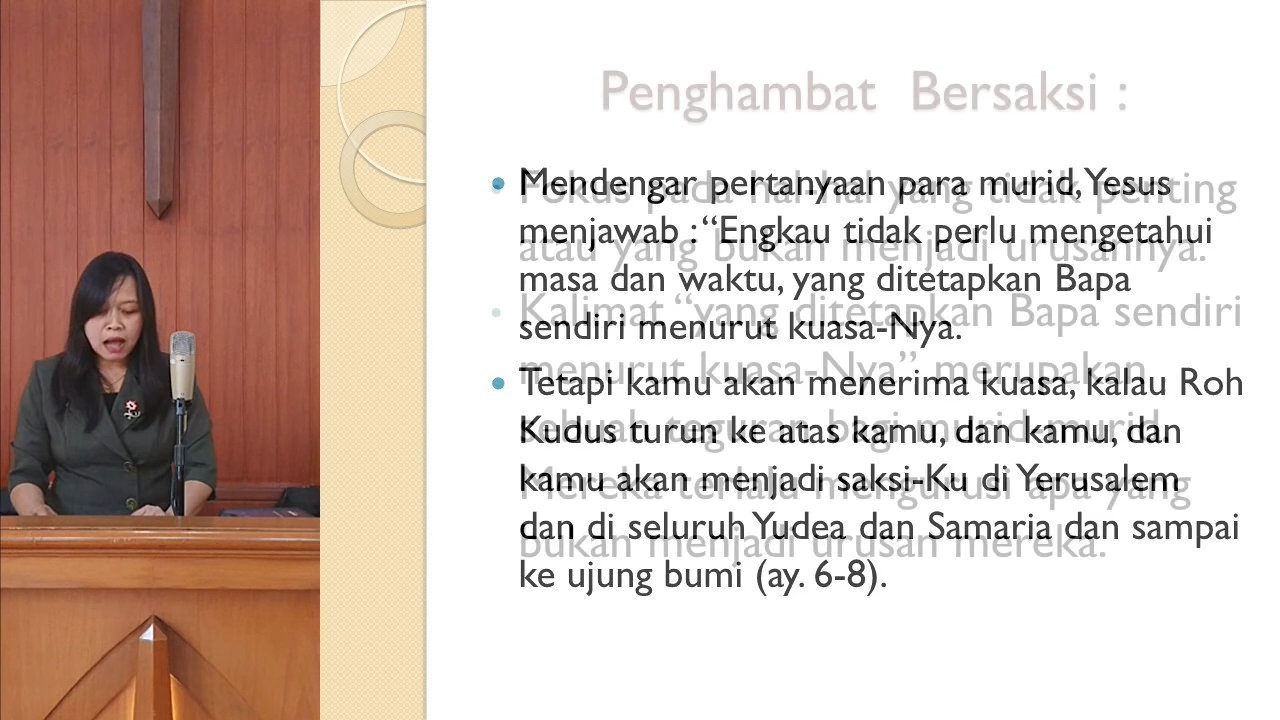 Penghambat Bersaksi :
• Mendengar pertanyaan para murid, Yesus
menjawab : “Engkau tidak perlu mengetahui
masa dan waktu, yang ditetapkan Bapa
sendiri menurut kuasa-Nya.
• Tetapi kamu akan menerima kuasa, kalau Roh
Kudus turun ke atas kamu, dan kamu, dan
kamu akan menjadi saksi-Ku di Yerusalem
dan di seluruh Yudea dan Samaria dan sampai
ke ujung bumi (ay. 6-8).
• Fokus pada hal-hal yang tidak penting
atau yang bukan menjadi urusannya.
• Kalimat “yang ditetapkan Bapa sendiri
menurut kuasa-Nya” merupakan
sebuah teguran bagi murid-murid.
Mereka terlalu mengurusi apa yang
bukan menjadi urusan mereka.